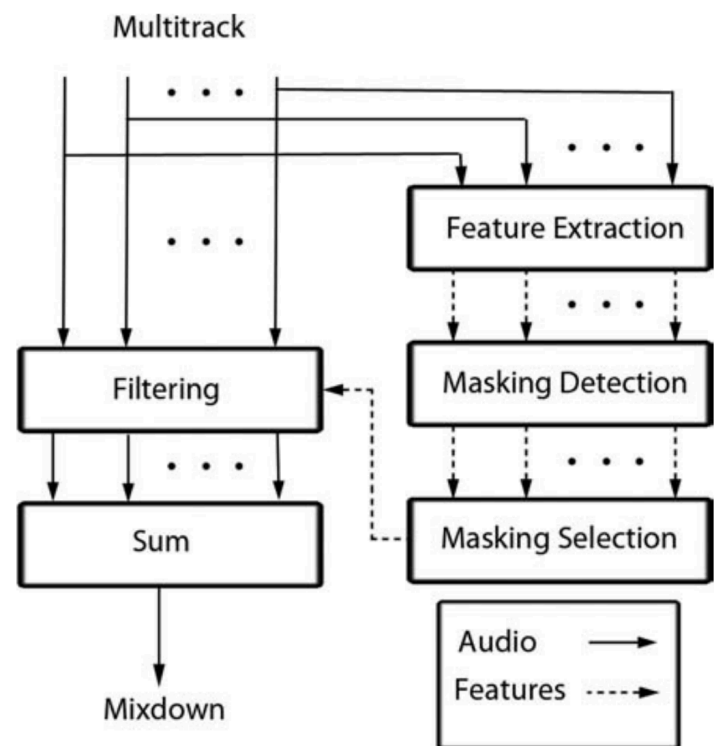 Multitrack
Feature Extraction
Filtering
Masking Detection
Sum
Masking Selection
Audio
Features
Mixdown